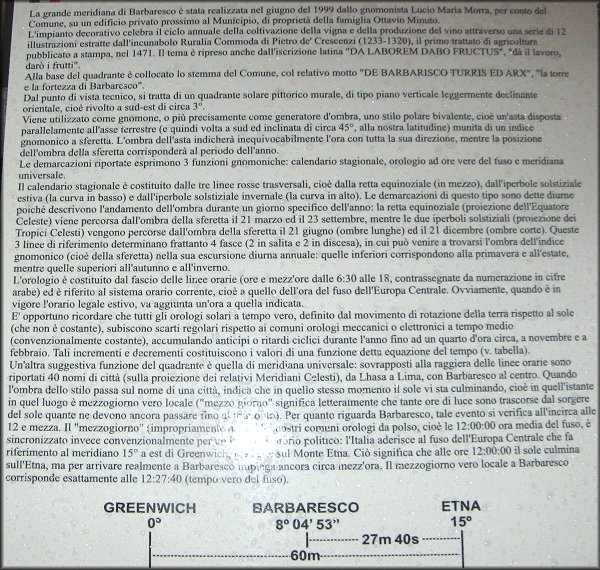 La grande meridiana di Barbaresco è stata realizzata nel giugno del 1999 dallo gnomonista Lucio Maria Morra, per conto del
Comune, su un edificio privato prossimo al Municipio, di proprietà della famiglia Ottavio Minuto.
L'impianto decorativo celebra il ciclo annuale della coltivazione della vigna e della produzione del vino attraverso una serie di 12
illustrazioni estratte dall'incunabolo Ruralia Commoda di Pietro de' Crescenzi (1233-1320), il primo trattato di agricolture
pubblicato a stampa, nel 1471. Il tema è ripreso anche dall'iscrizione latina "DA LABOREM DABO FRUCTUS", "dà il lavoro,
darò i frutti".
Alla base del quadrante è collocato lo stemma del Comune, col relativo motto "DE BARBARISCO TURRIS ED ARX", "la torre
e la fortezza di Barbaresco".
Dal punto di vista tecnico, si tratta di un quadrante solare pittorico murale, di tipo piano verticale leggermente declinante
orientale, cioè rivolto a sud-est di circa 3°.
Viene utilizzato come gnomone, o più precisamente come generatore d'ombra, uno stilo polare bivalente, cioè un'asta disposta
parallelamente all'asse terrestre (e quindi volta a sud ed inclinata di circa 45°, alla nostra latitudine) munita di un indice
gnomonico a sferetta. L'ombra dell'asta indicherà inequivocabilmente l'ora con tutta la sua direzione, mentre la posizione
dell'ombra della sferetta corrisponderà al periodo dell'anno.
Le demarcazioni riportate esprimono 3 funzioni gnomoniche: calendario stagionale, orologio ad ore vere del fuso e meridiana
universale.
Il calendario stagionale è costituito dalle tre linee rosse trasversali, cioè dalla retta equinoziale (in mezzo), dall'iperbole solstiziale
estiva (la curva in basso) e dall'iperbole solstiziale invernale (la curva in alto). Le demarcazioni di questo tipo sono dette diurne
poiché descrivono l'andamento dell'ombra durante un giorno specifico dell'anno: la retta equinoziale (proiezione dell'Equatore
Celeste) viene percorsa dall'ombra della sferetta il 21 marzo ed il 23 settembre, mentre le due iperboli solstiziali (proiezione dei
Tropici Celesti) vengono percorse dall'ombra della sferetta il 21 giugno (ombre lunghe) ed il 21 dicembre (ombre corte). Queste
3 linee di riferimento determinano frattanto 4 fasce (2 in salita e 2 in discesa), in cui può venire a trovarsi l'ombra dell'indice
gnomonico (cioè della sferetta) nella sua escursione diurna annuale: quelle inferiori corrispondono alla primavera e all'estate,
mentre quelle superiori all'autunno e all'inverno.
L'orologio è costituito dal fascio delle linee orarie (ore e mezz'ore dalle 6:30 alle 18, contrassegnate da numerazione in cifre
arabe) ed è riferito al sistema orario corrente, cioè a quello dell'ora del fuso dell'Europa Centrale. Ovviamente, quando è in
vigore l'orario legale estivo, va aggiunta un'ora a quella indicata.
E' opportuno ricordare che tutti gli orologi solari a tempo vero, definito dal movimento di rotazione della terra rispetto al sole
(che non è costante), subiscono scarti regolari rispetto ai comuni orologi meccanici o elettronici a tempo medio
(convenzionalmente costante), accumulando anticipi o ritardi ciclici durante l'anno fino ad un quarto d'ora circa, a novembre e a
febbraio. Tali incrementi e decrementi costituiscono i valori di una funzione detta equazione del tempo (v. tabella).
Un'altra suggestiva funzione del quadrante è quella di meridiana universale: sovrapposti alla raggiera delle linee orarie sono
riportati 40 nomi di città (sulla proiezione dei relativi Meridiani Celesti), da Lhasa a Lima, con Barbaresco al centro. Quando
l'ombra dello stilo passa sul nome di una città, indica che in quello stesso momento il sole vi sta culminando, cioè in quell'istante
in quel luogo è mezzogiorno vero locale ("mezzo giorno" significa letteralmente che tante ore di luce sono trascorse dal sorgere
del sole quante ne devono ancora passare fino al Per quanto riguarda Barbaresco, tale evento si verifica all'incirca alle
12 e mezza. Il "mezzogiorno" (impropriamente nostri comuni orologi da polso, cioè le 12:00:00 ora media del fuso, è
sincronizzato invece convenzionalmente per un politico: l'Italia aderisce al fuso dell'Europa Centrale che fa
riferimento al meridiano 15° a est di Greenwich, sul Monte Etna. Ciò significa che alle ore 12:00:00 il sole culmina
sull'Etna, ma per arrivare realmente a Barbaresco impiega ancora circa mezz'ora. Il mezzogiorno vero locale a Barbaresco
corrisponde esattamente alle 12:27:40 (tempo vero del fuso).
GREENWICH BARBARESCO ETNA
0° 8º 04' 53" 15º
27m 40s
60m